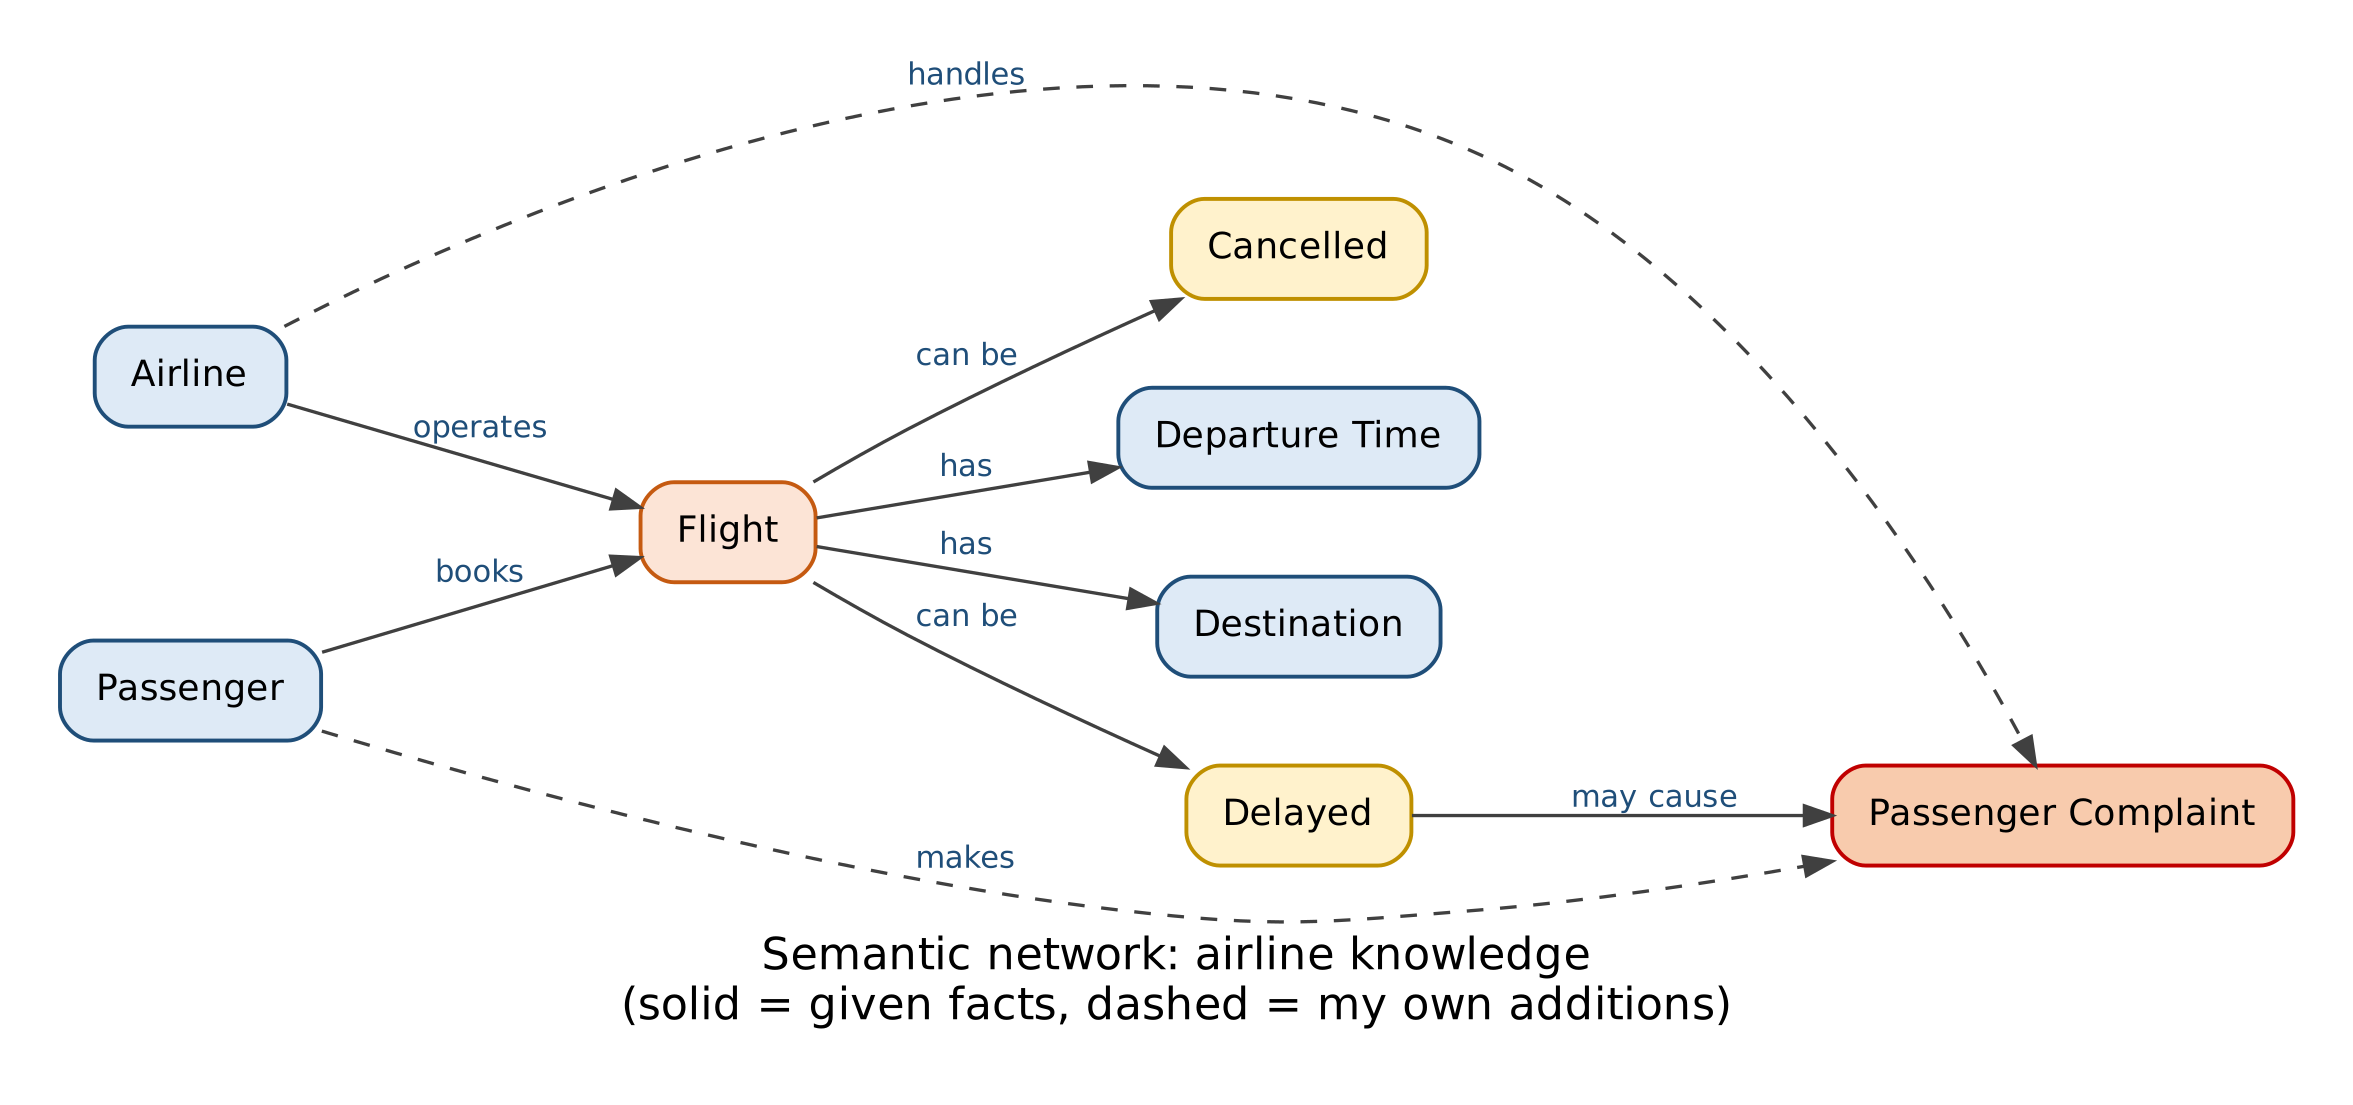 handles
Cancelled
can be
Airline
operates
Departure Time
has
Flight
has
books
Destination
can be
Passenger
Delayed
may cause
Passenger Complaint
makes
Semantic network: airline knowledge
(solid = given facts, dashed = my own additions)